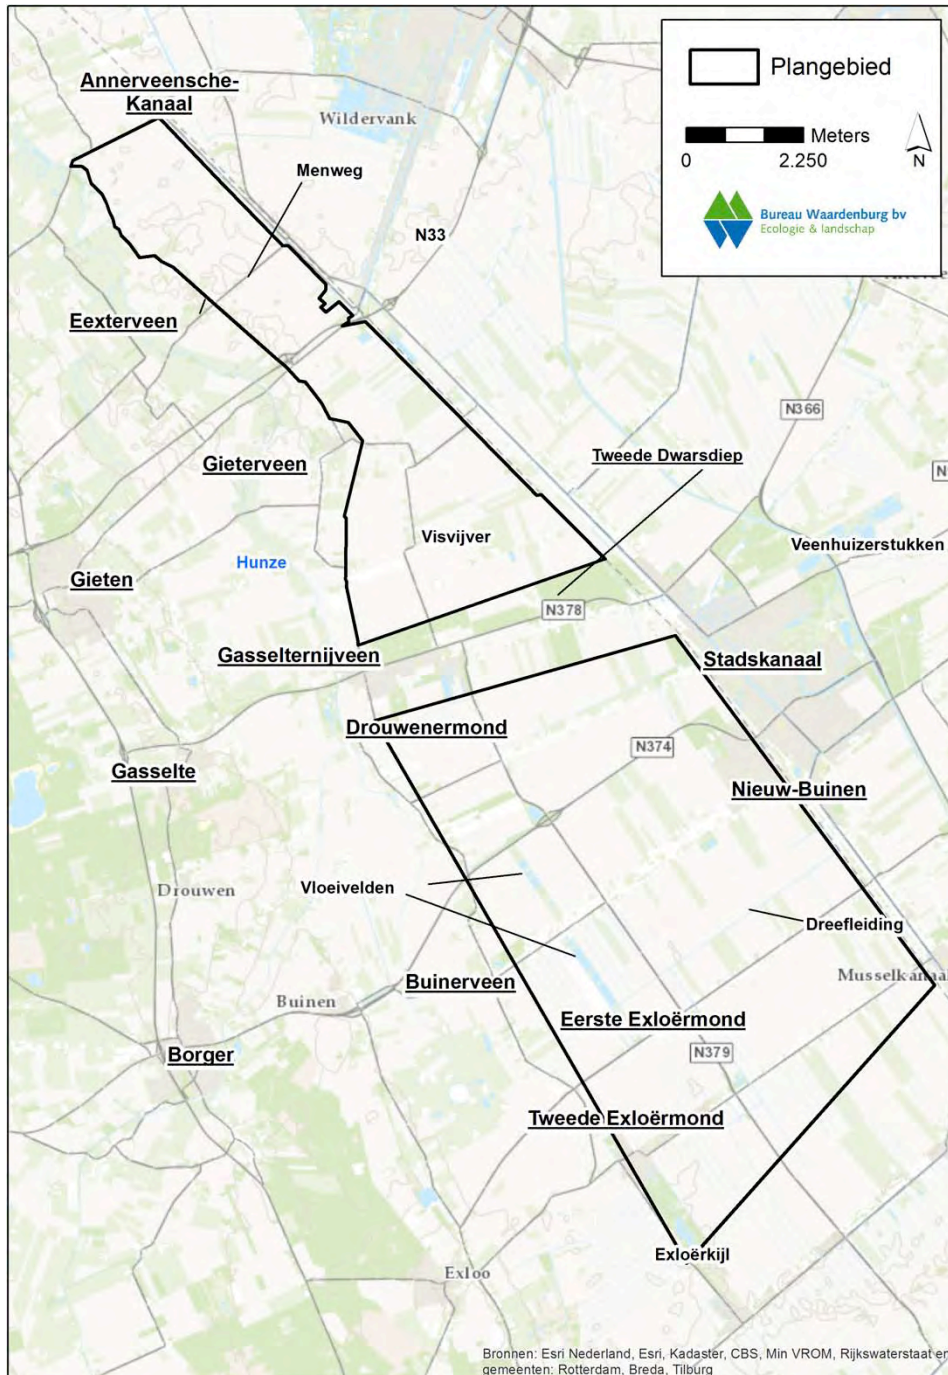 Annerveensche-
Kanaal
Wildervank
Menweg
N33
Plangebied
Meters
0 2.250
N
Bureau Waardenburg bv
Ecologie & landschap
Eexterveen
N366
Gieterveen
Tweede Dwarsdiep
Visvijver
Veenhuizerstukken
Hunze
Gieten
N378
Gasselternijveen
Stadskanaal
Drouwenermond
N374
Gasselte
Nieuw-Buinen
Vloeivelden
Drouwen
Dreefleiding
Buinerveen
Musselkanaal
Buinen
Eerste Exloërmond
Borger
N379
Tweede Exloërmond
Exloërkijl
Exloo
Bronnen: Esri Nederland, Esri, Kadaster, CBS, Min VROM, Rijkswaterstaat en
gemeenten: Rotterdam, Breda, Tilburg